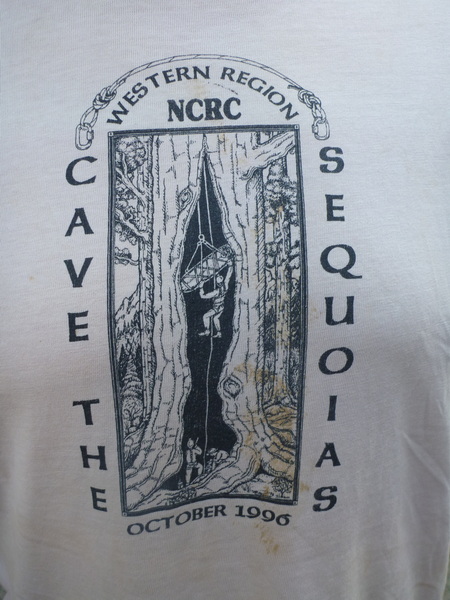 WESTERN REGION
NCRC
CAVE THE
SEQUOIAS
OCTOBER 1996